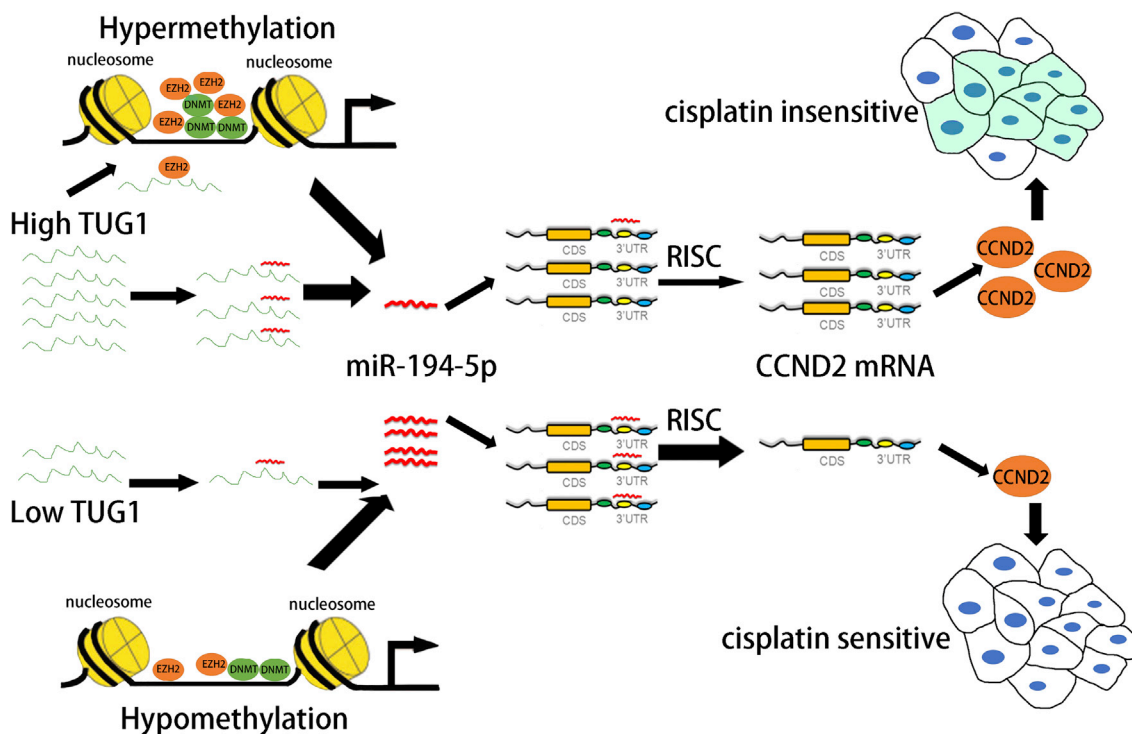 Hypermethylation
nucleosome
nucleosome
EZH2
EZH2
DNMT
EZH2
EZH2
DNMT
DNMT
EZH2
High TUG1
cisplatin insensitive
CDS
3'UTR
CDS
3'UTR
CDS
3'UTR
RISC
CDS
3'UTR
CDS
3'UTR
CDS
3'UTR
CCND2
CCND2
CCND2
miR-194-5p
CCND2 mRNA
Low TUG1
CDS
3'UTR
CDS
3'UTR
CDS
3'UTR
RISC
CDS
3'UTR
CCND2
cisplatin sensitive
nucleosome
nucleosome
EZH2
EZH2
DNMT
DNMT
Hypomethylation